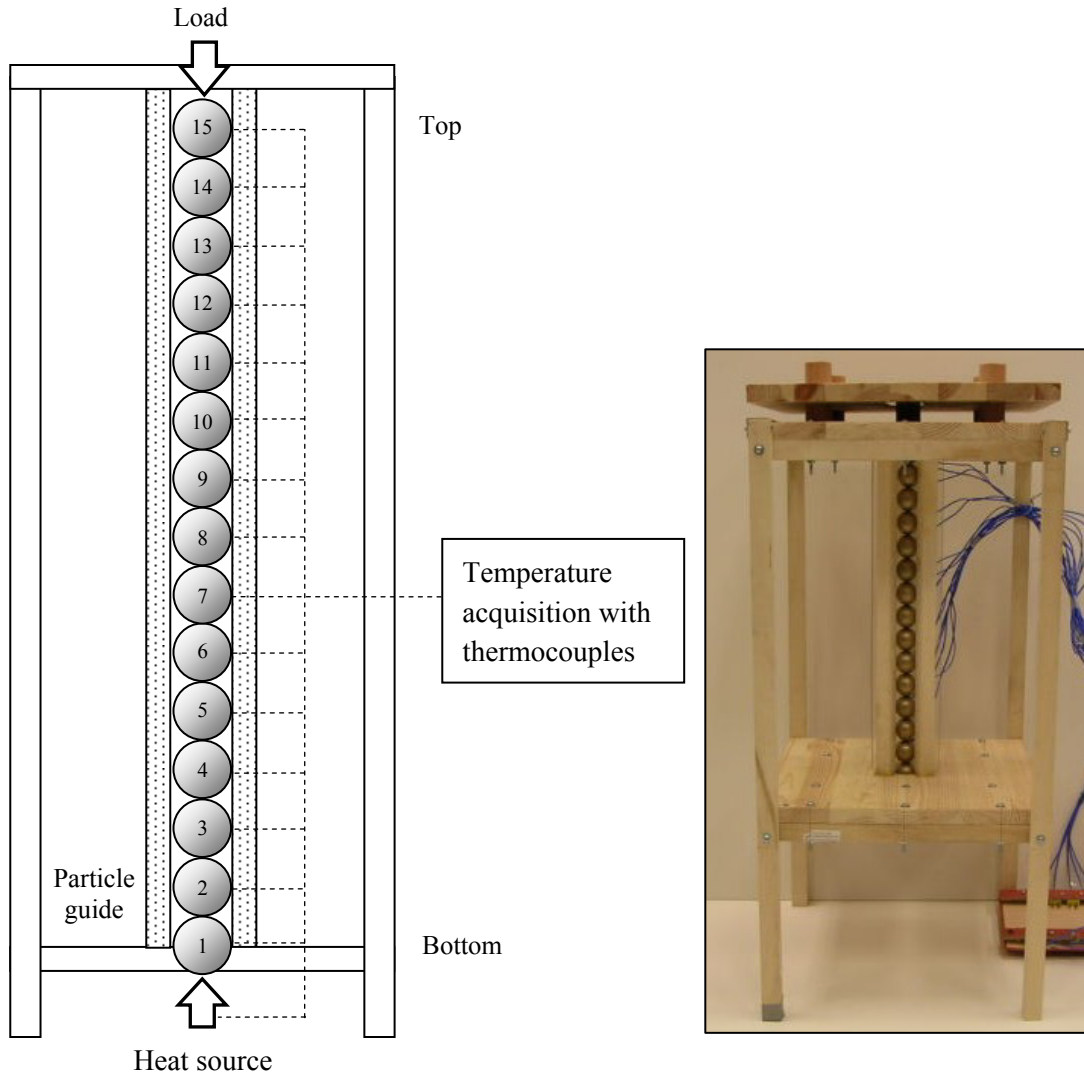 Load
15
Top
14
13
12
11
10
9
8
7
Temperature
acquisition with
thermocouples
6
5
4
3
Particle
guide
2
1
Bottom
Heat source